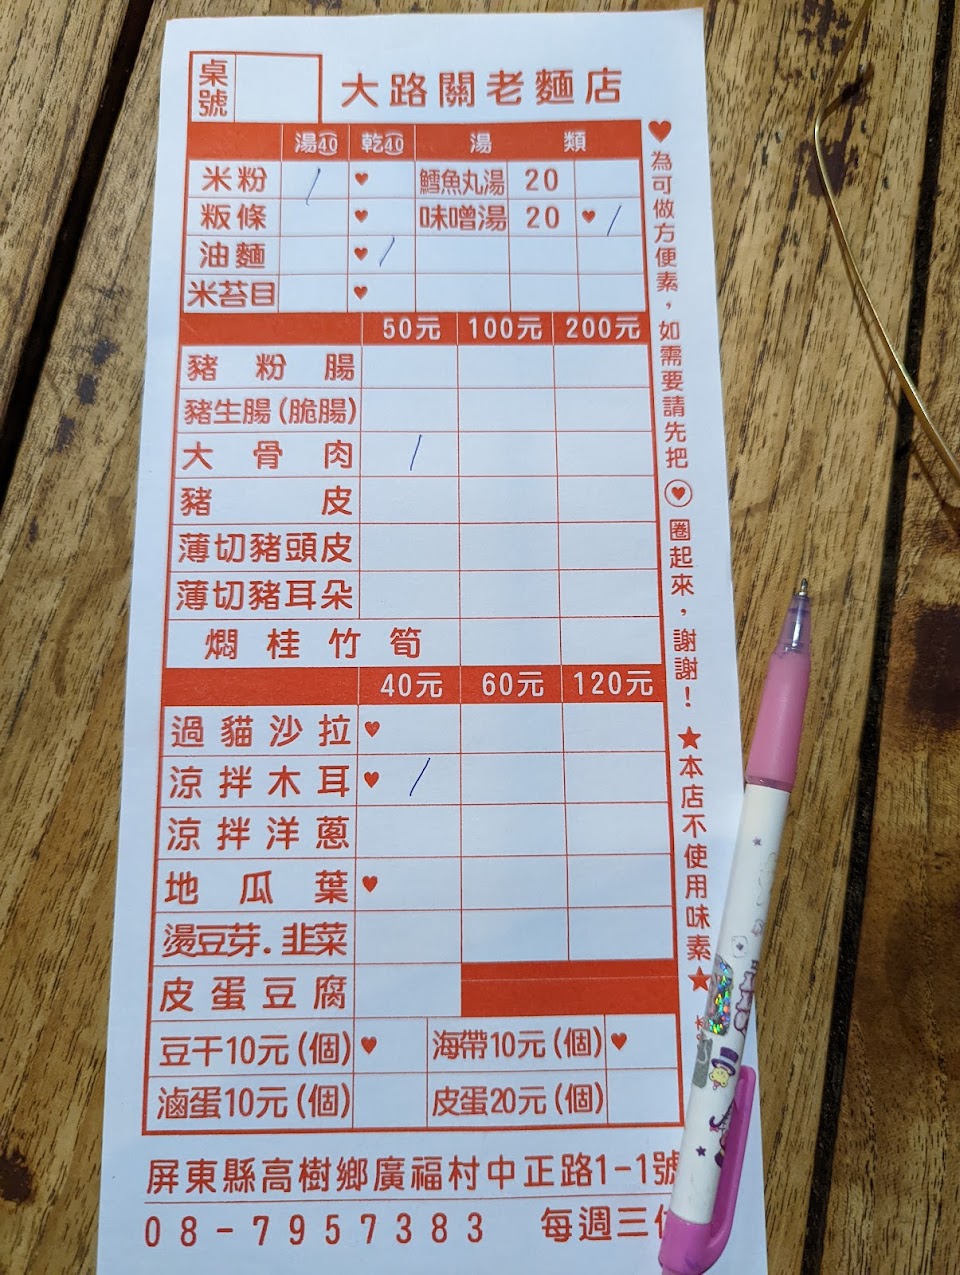 桌號
大路關老麵店
湯40 乾40 湯類
米粉 / ♥ 鱈魚丸湯 20
粄條 ♥ 味噌湯 20 ♥ /
油麵 ♥ /
米苔目 ♥
50元 100元 200元
豬粉腸
豬生腸(脆腸)
大骨肉 /
豬皮
薄切豬頭皮
薄切豬耳朵
燜桂竹筍
40元 60元 120元
過貓沙拉 ♥
涼拌木耳 ♥ /
涼拌洋蔥
地瓜葉 ♥
燙豆芽.韭菜
皮蛋豆腐
豆干10元(個) ♥ 海帶10元(個) ♥
滷蛋10元(個) 皮蛋20元(個)
♥為可做方便素，如需要請先把♥圈起來，謝謝！★本店不使用味素★
屏東縣高樹鄉廣福村中正路1-1號
08-7957383 每週三